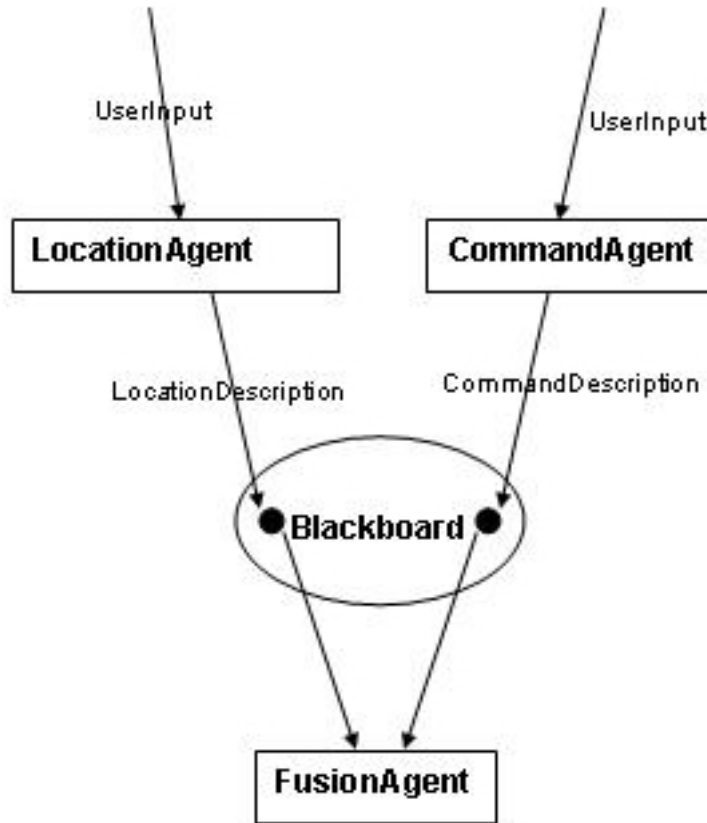 UserInput
UserInput
LocationAgent
CommandAgent
LocationDescription
CommandDescription
Blackboard
FusionAgent